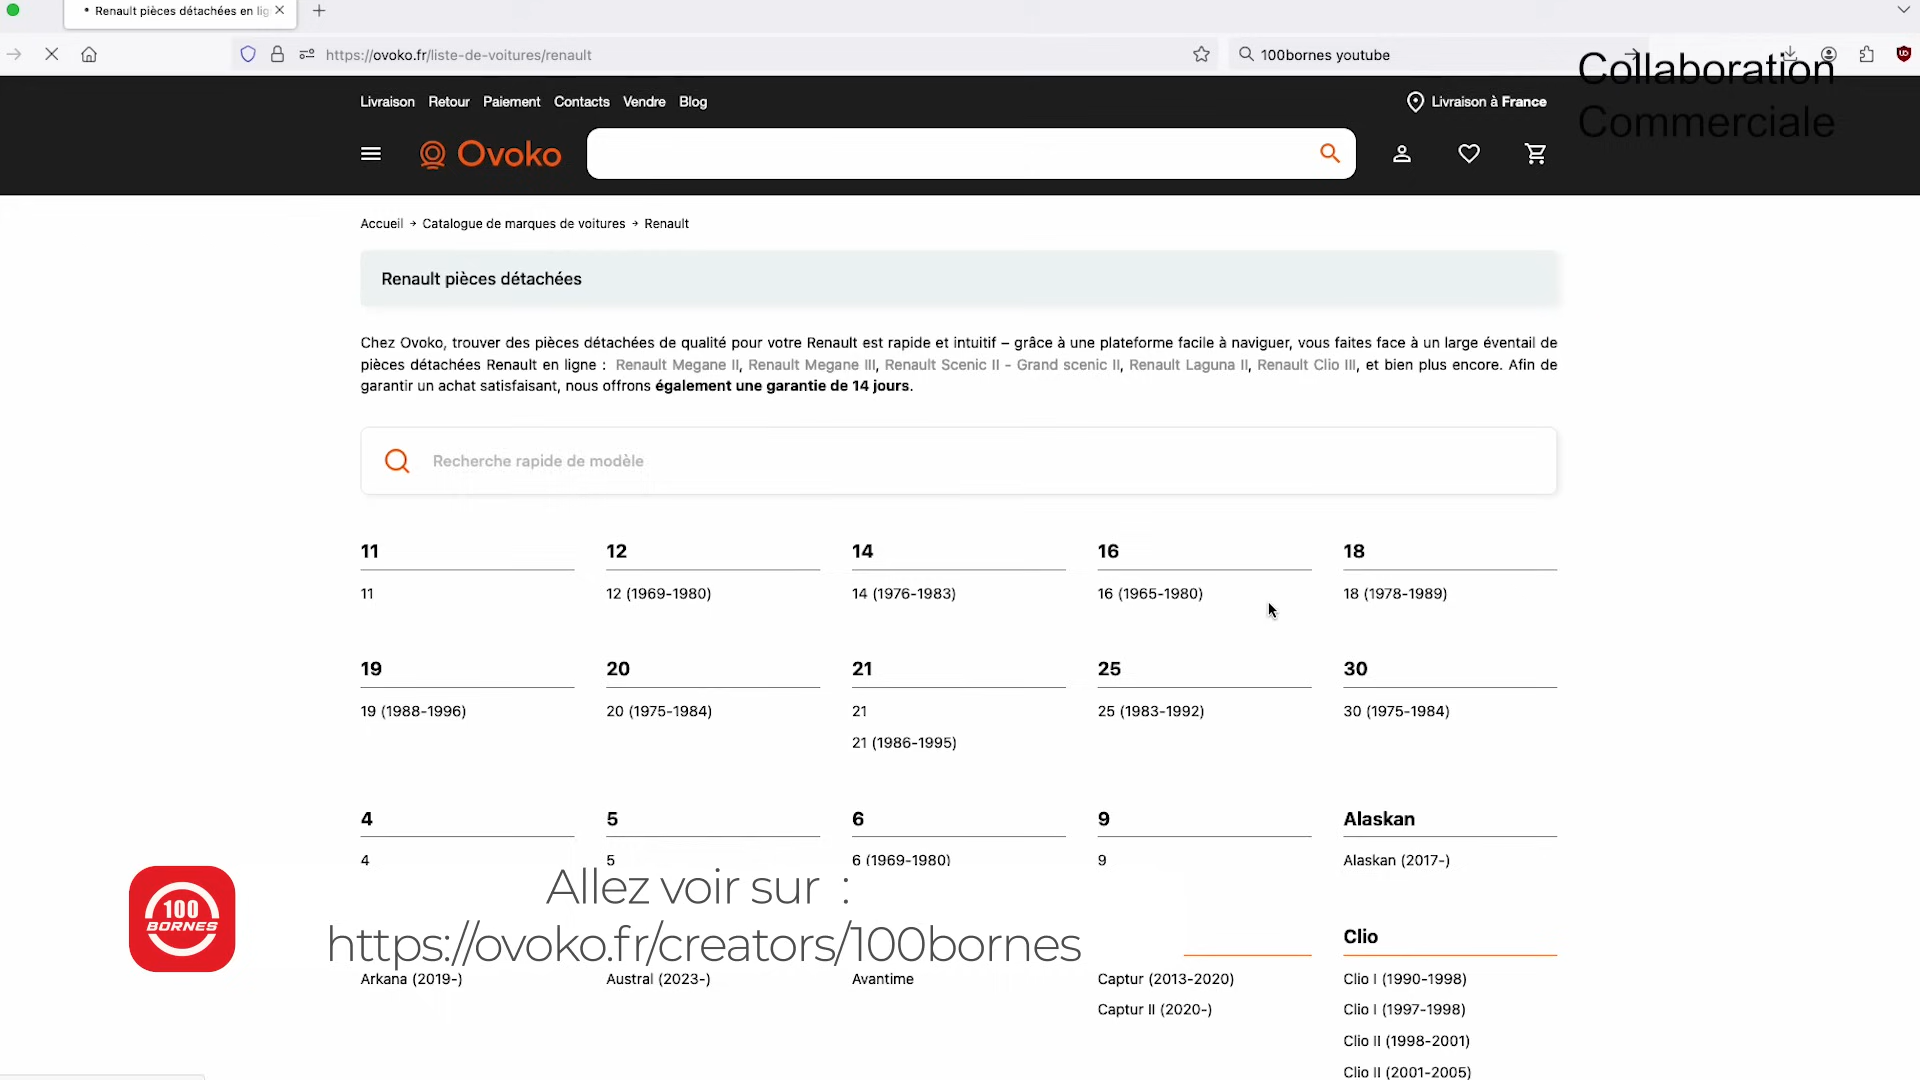 Renault pièces détachées en lig
https://ovoko.fr/liste-de-voitures/renault
100bornes youtube
Collaboration
Commerciale
Livraison Retour Paiement Contacts Vendre Blog
Livraison à France
Ovoko
Accueil → Catalogue de marques de voitures → Renault
Renault pièces détachées
Chez Ovoko, trouver des pièces détachées de qualité pour votre Renault est rapide et intuitif – grâce à une plateforme facile à naviguer, vous faites face à un large éventail de
pièces détachées Renault en ligne : Renault Megane II, Renault Megane III, Renault Scenic II - Grand scenic II, Renault Laguna II, Renault Clio III, et bien plus encore. Afin de
garantir un achat satisfaisant, nous offrons également une garantie de 14 jours.
Recherche rapide de modèle
11 12 14 16 18
11 12 (1969-1980) 14 (1976-1983) 16 (1965-1980) 18 (1978-1989)
19 20 21 25 30
19 (1988-1996) 20 (1975-1984) 21 25 (1983-1992) 30 (1975-1984)
21 (1986-1995)
4 5 6 9 Alaskan
4 5 6 (1969-1980) 9 Alaskan (2017-)
100
BORNES
Allez voir sur :
https://ovoko.fr/creators/100bornes
Clio
Arkana (2019-) Austral (2023-) Avantime Captur (2013-2020) Clio I (1990-1998)
Captur II (2020-) Clio I (1997-1998)
Clio II (1998-2001)
Clio II (2001-2005)